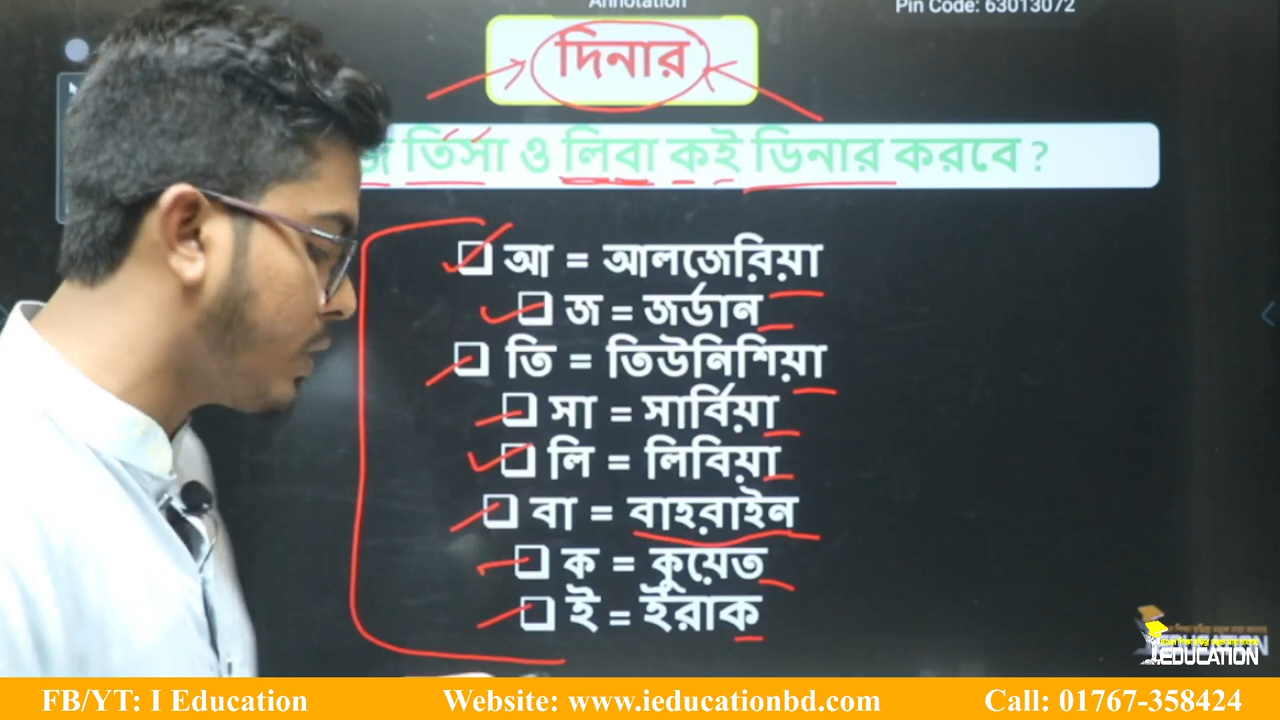 Annotation
Pin Code: 63013072
দিনার
তিসা ও লিবা কই ডিনার করবে ?
❑ আ = আলজেরিয়া
❑ জ = জর্ডান
❑ তি = তিউনিশিয়া
❑ সা = সার্বিয়া
❑ লি = লিবিয়া
❑ বা = বাহরাইন
❑ ক = কুয়েত
❑ ই = ইরাক
EDUCATION
FB/YT: I Education Website: www.ieducationbd.com Call: 01767-358424